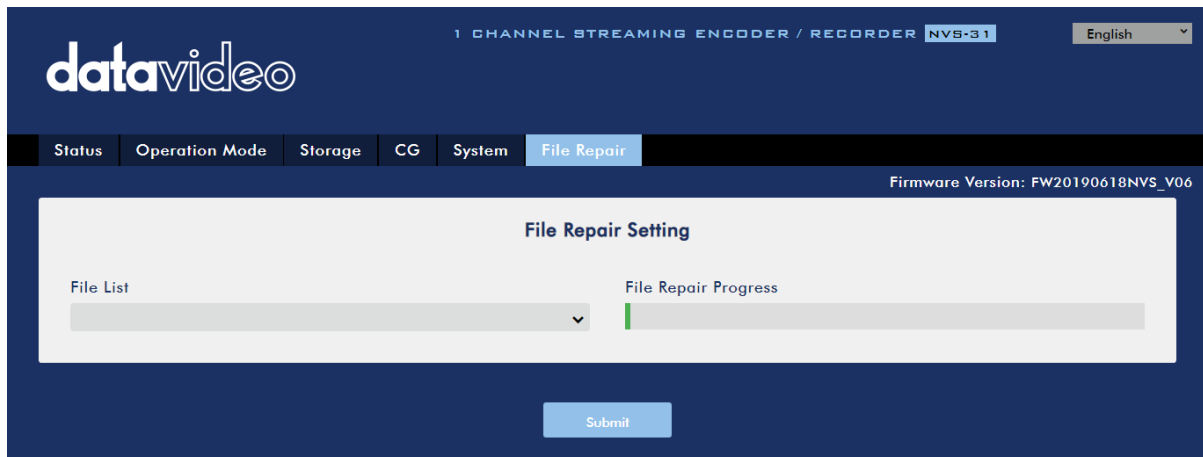 1 CHANNEL STREAMING ENCODER / RECORDER NVS-31
English
datavideo
Status Operation Mode Storage CG System File Repair
Firmware Version: FW20190618NVS_V06
File Repair Setting
File List File Repair Progress
Submit